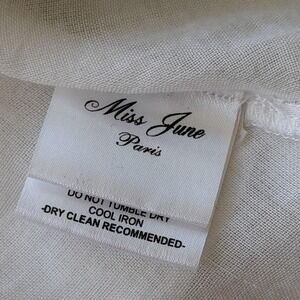 Miss June
Paris
DO NOT TUMBLE DRY
COOL IRON
-DRY CLEAN RECOMMENDED-